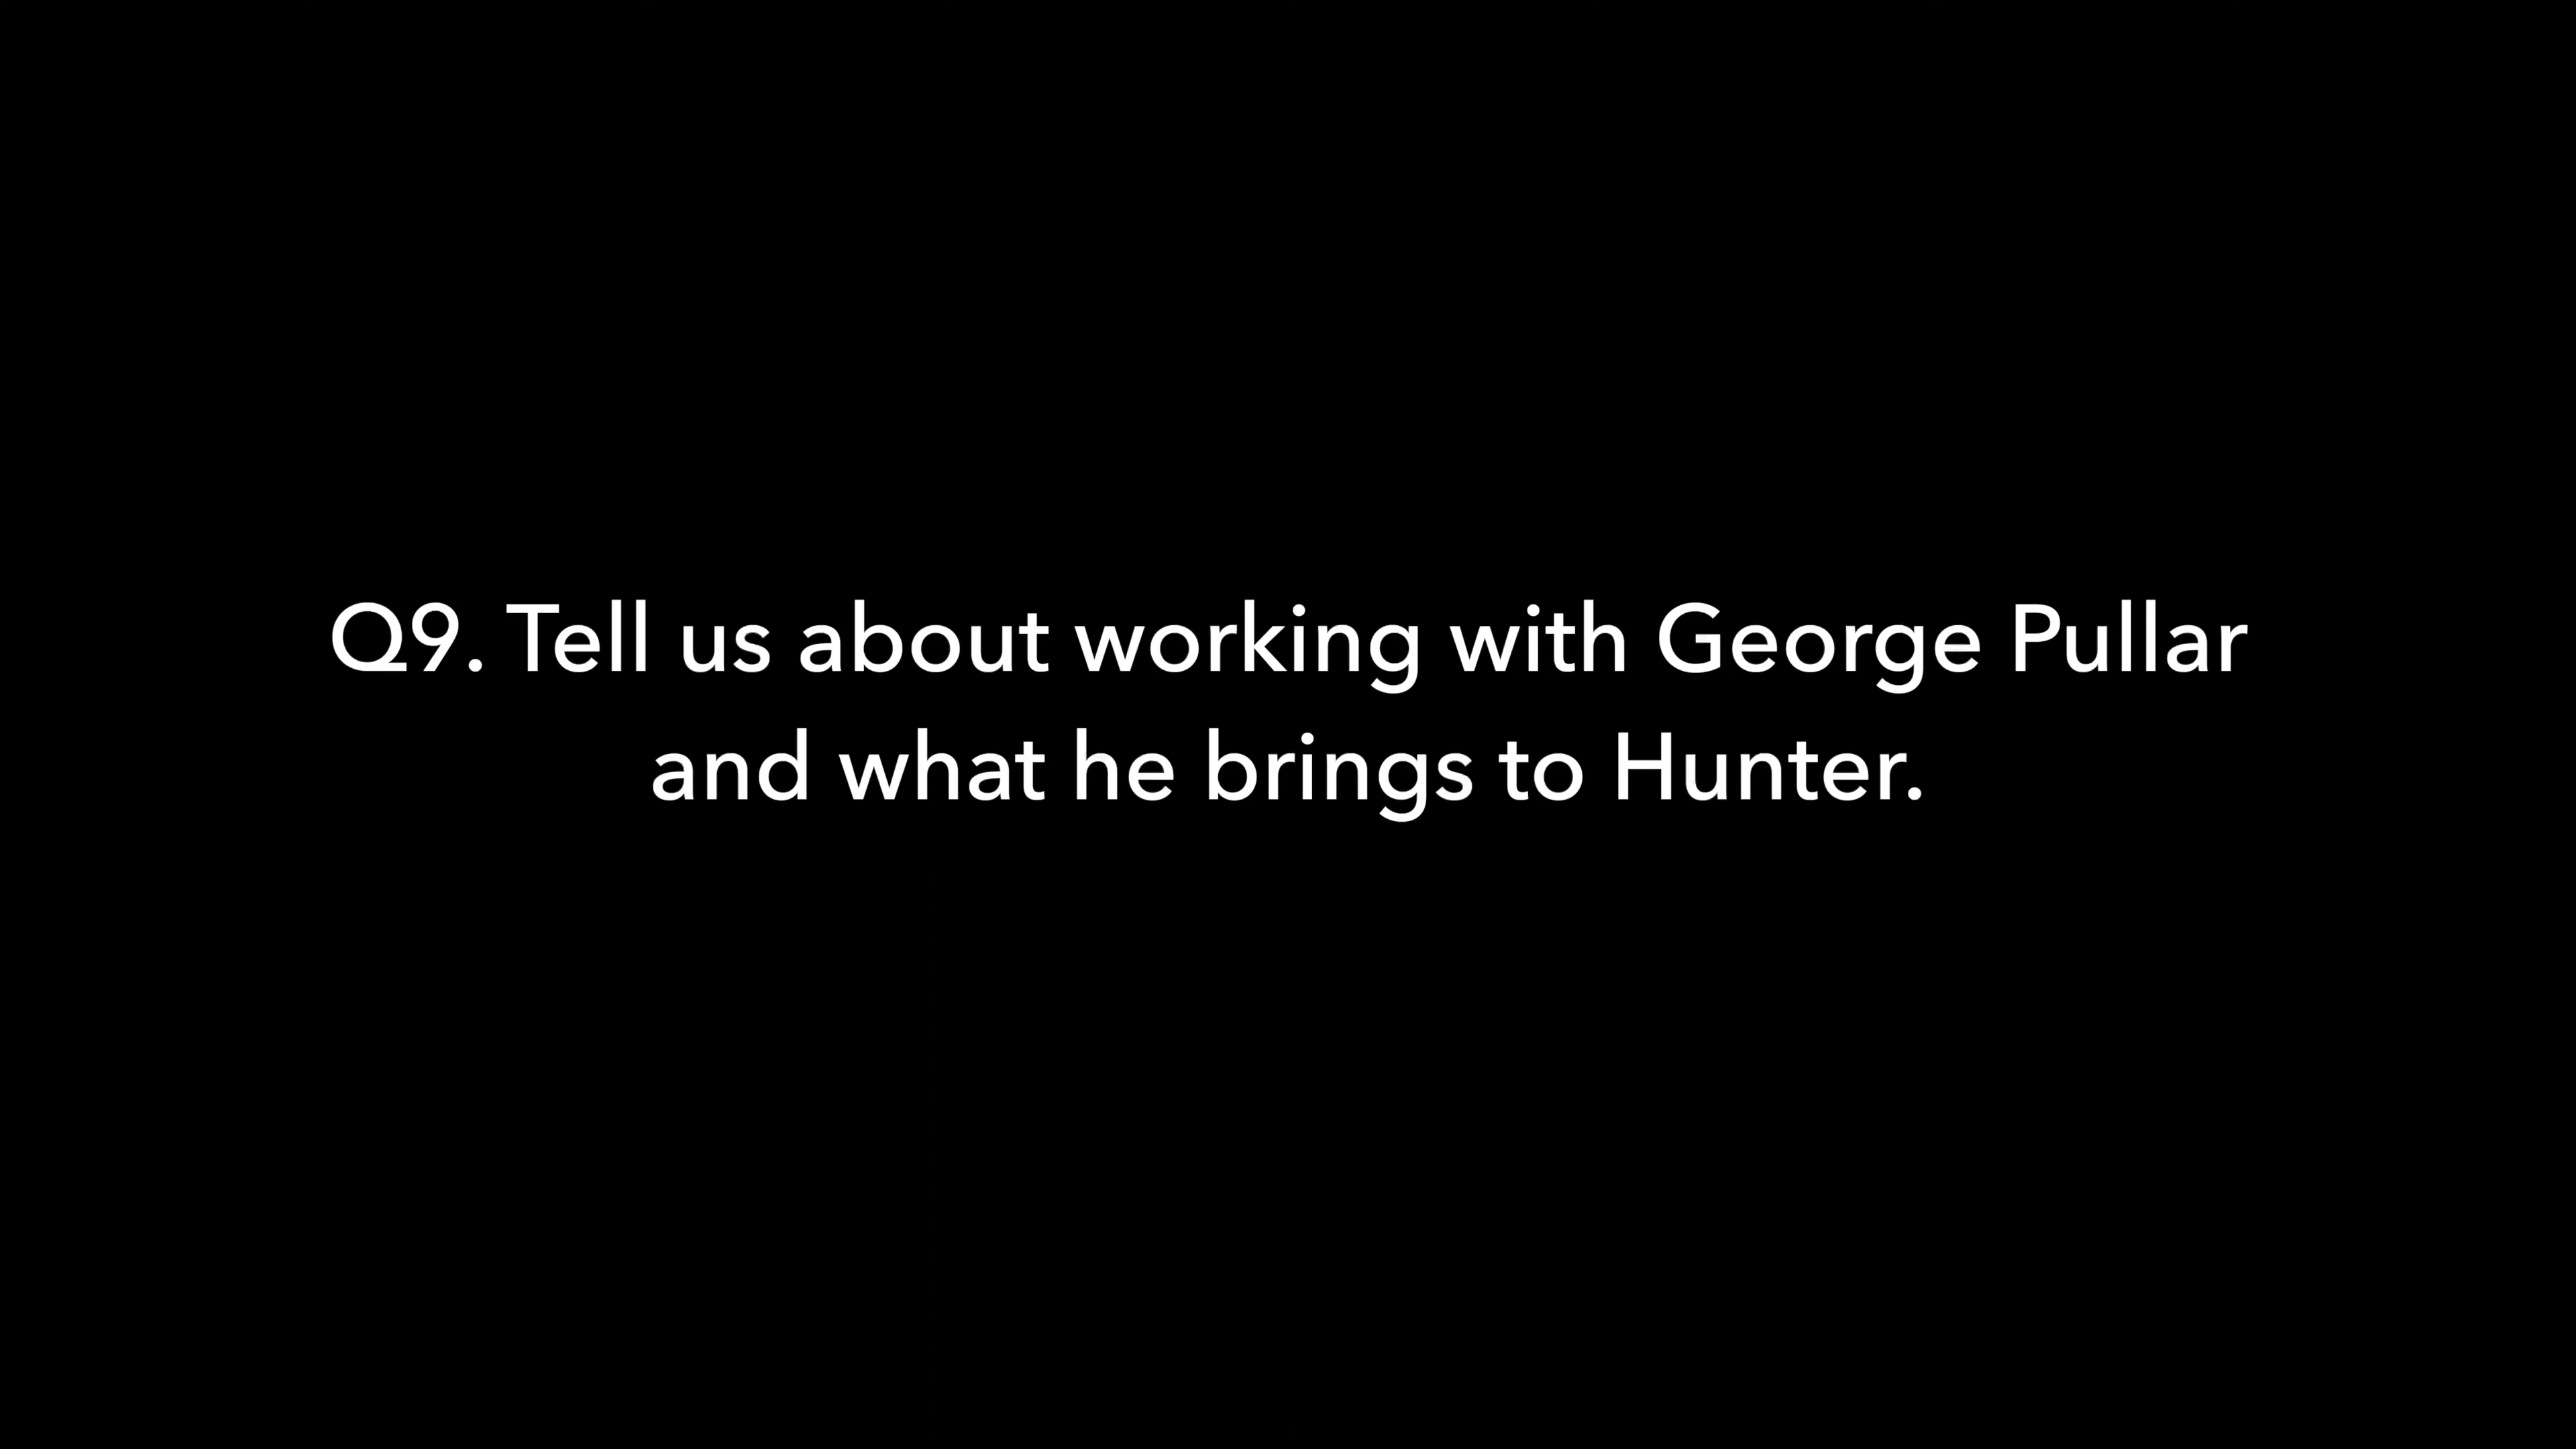 Q9. Tell us about working with George Pullar
and what he brings to Hunter.